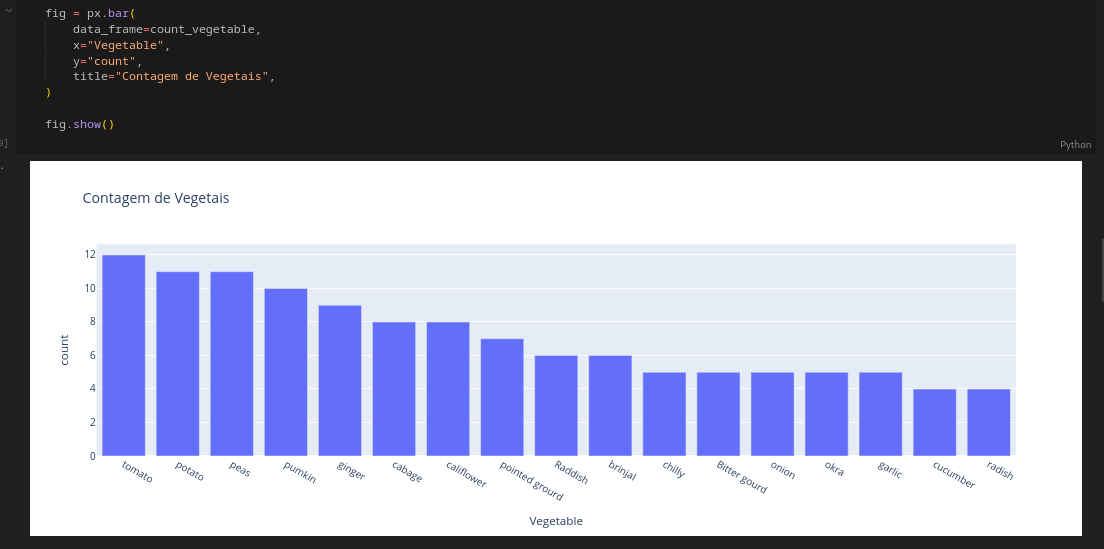 fig = px.bar(
data_frame=count_vegetable,
x="Vegetable",
y="count",
title="Contagem de Vegetais",
)
fig.show()
Python
Contagem de Vegetais
12
10
8
6
4
2
0
count
tomato
potato
peas
pumkin
ginger
cabage
califlower
pointed grourd
Raddish
brinjal
chilly
Bitter gourd
onion
okra
garlic
cucumber
radish
Vegetable